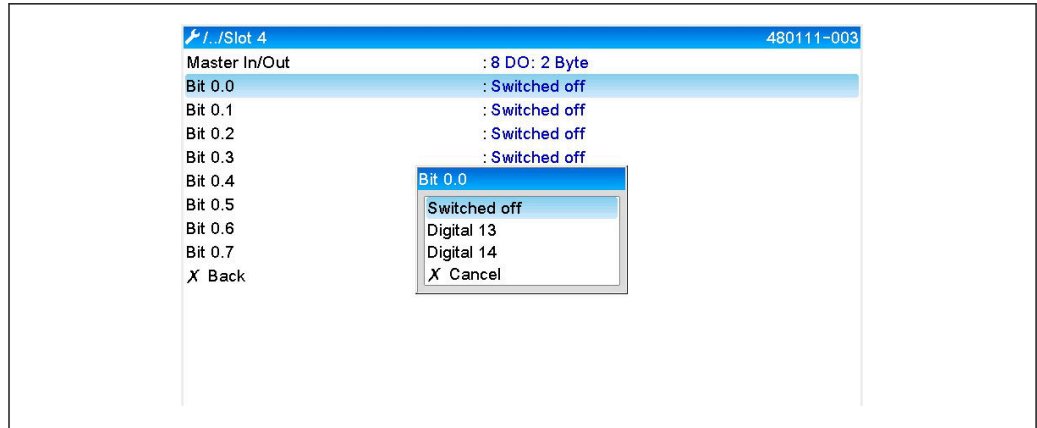 /../Slot 4 480111-003
Master In/Out : 8 DO: 2 Byte
Bit 0.0 : Switched off
Bit 0.1 : Switched off
Bit 0.2 : Switched off
Bit 0.3 : Switched off
Bit 0.4
Bit 0.5
Bit 0.6
Bit 0.7
X Back
Bit 0.0
Switched off
Digital 13
Digital 14
X Cancel